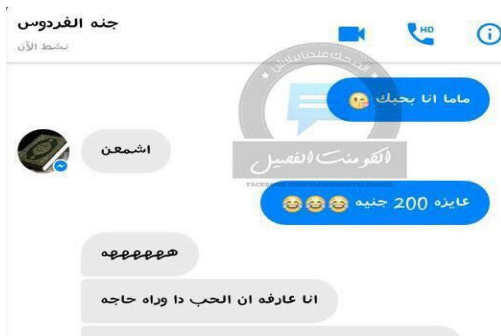 جنه الفردوس
نشط الآن
HD
ماما انا بحبك 😘
اشمعن
الكومنت الفصيل
عايزه 200 جنيه 😂😂😂
هههههههه
انا عارفه ان الحب دا وراه حاجه